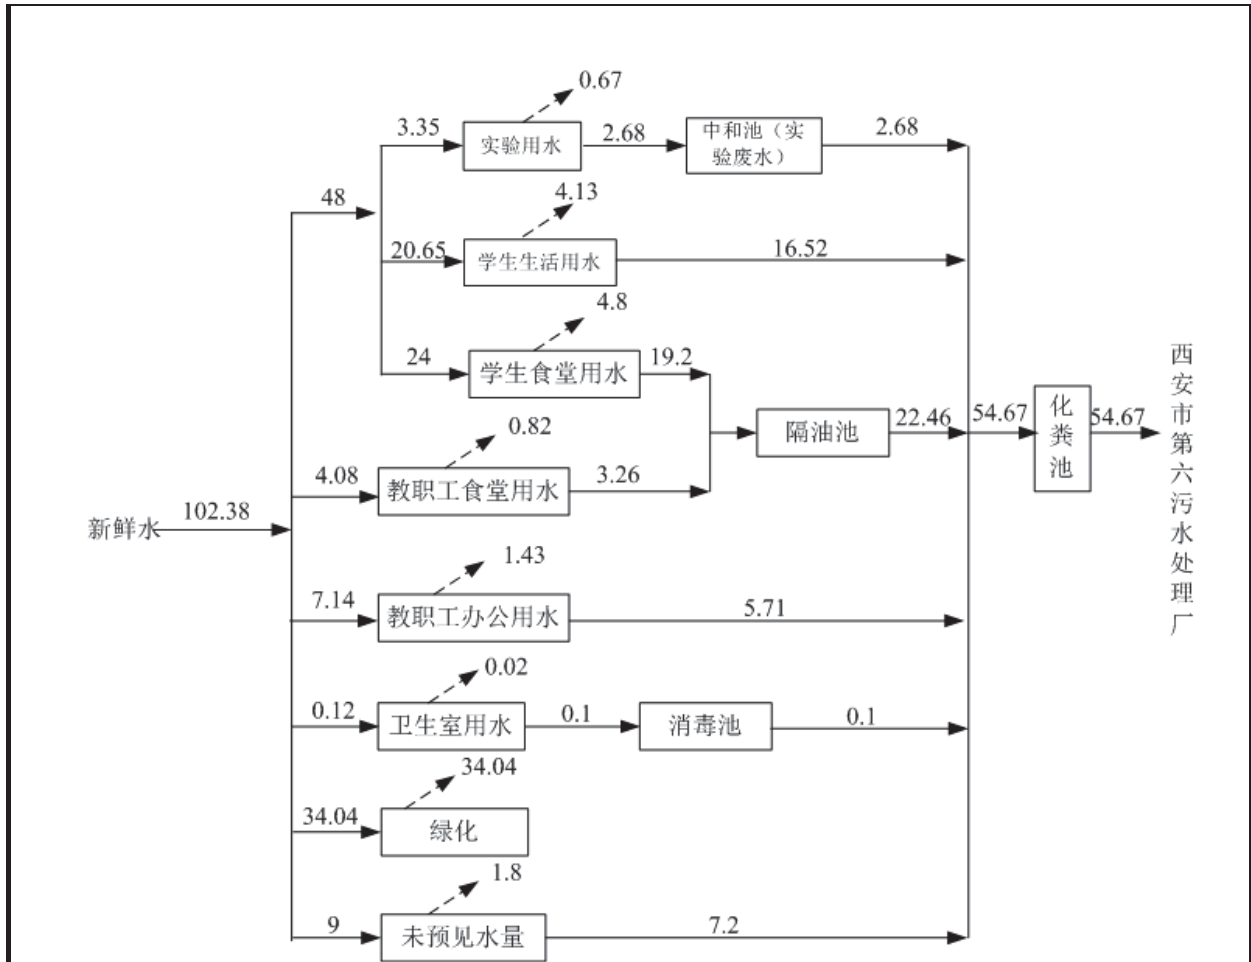 0.67
3.35
实验用水
2.68
中和池（实
验废水）
2.68
48
4.13
20.65
学生生活用水
16.52
4.8
24
学生食堂用水
19.2
0.82
4.08
教职工食堂用水
3.26
隔油池
22.46
54.67
化
粪
池
54.67
西
安
市
第
六
污
水
处
理
厂
新鲜水
102.38
1.43
7.14
教职工办公用水
5.71
0.02
0.12
卫生室用水
0.1
消毒池
0.1
34.04
34.04
绿化
1.8
9
未预见水量
7.2